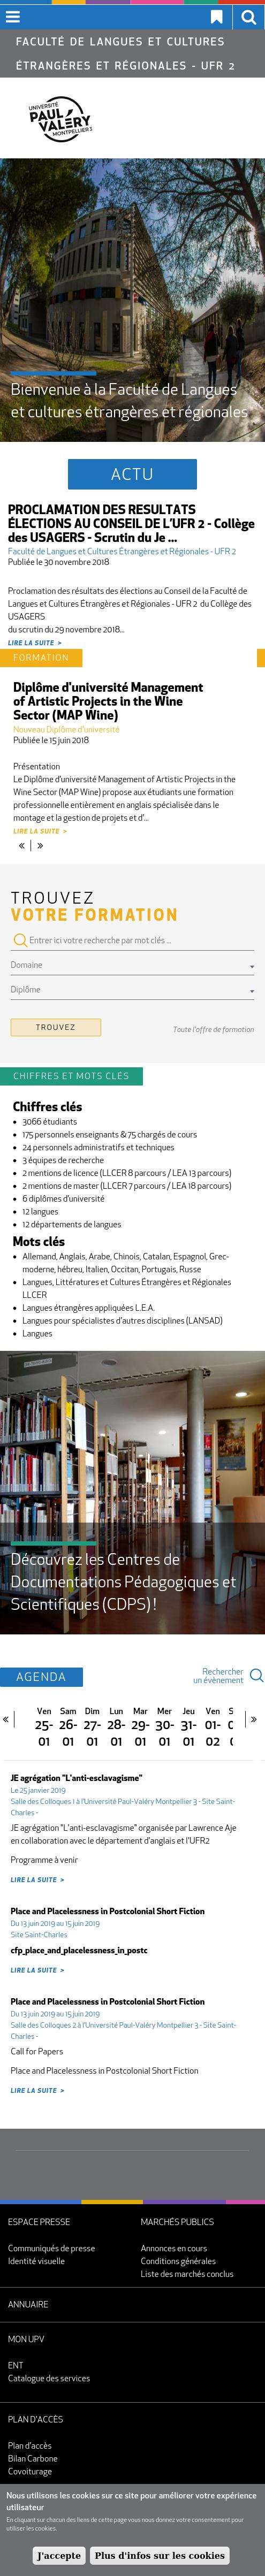 FACULTÉ DE LANGUES ET CULTURES
ÉTRANGÈRES ET RÉGIONALES - UFR 2
UNIVERSITÉ
PAUL
VALÉRY
MONTPELLIER 3
Bienvenue à la Faculté de Langues
et cultures étrangères et régionales
ACTU
PROCLAMATION DES RESULTATS
ÉLECTIONS AU CONSEIL DE L'UFR 2 - Collège
des USAGERS - Scrutin du Je ...
Faculté de Langues et Cultures Étrangères et Régionales - UFR 2
Publiée le 30 novembre 2018
Proclamation des résultats des élections au Conseil de la Faculté de
Langues et Cultures Étrangères et Régionales - UFR 2 du Collège des
USAGERS
du scrutin du 29 novembre 2018...
LIRE LA SUITE >
FORMATION
Diplôme d'université Management
of Artistic Projects in the Wine
Sector (MAP Wine)
Nouveau Diplôme d'université
Publiée le 15 juin 2018
Présentation
Le Diplôme d'université Management of Artistic Projects in the
Wine Sector (MAP Wine) propose aux étudiants une formation
professionnelle entièrement en anglais spécialisée dans le
montage et la gestion de projets et d'...
LIRE LA SUITE >
« | »
TROUVEZ
VOTRE FORMATION
Entrer ici votre recherche par mot clés ...
Domaine
Diplôme
TROUVEZ
Toute l'offre de formation
CHIFFRES ET MOTS CLÉS
Chiffres clés
3066 étudiants
175 personnels enseignants & 75 chargés de cours
24 personnels administratifs et techniques
3 équipes de recherche
2 mentions de licence (LLCER 8 parcours / LEA 13 parcours)
2 mentions de master (LLCER 7 parcours / LEA 18 parcours)
6 diplômes d'université
12 langues
12 départements de langues
Mots clés
Allemand, Anglais, Arabe, Chinois, Catalan, Espagnol, Grec-
moderne, hébreu, Italien, Occitan, Portugais, Russe
Langues, Littératures et Cultures Étrangères et Régionales
LLCER
Langues étrangères appliquées L.E.A.
Langues pour spécialistes d'autres disciplines (LANSAD)
Langues
Découvrez les Centres de
Documentations Pédagogiques et
Scientifiques (CDPS) !
AGENDA
Rechercher
un évènement
Ven Sam Dim Lun Mar Mer Jeu Ven S
« 25- 26- 27- 28- 29- 30- 31- 01- »
01 01 01 01 01 01 01 02
JE agrégation "L'anti-esclavagisme"
Le 25 janvier 2019
Salle des Colloques 1 à l'Université Paul-Valéry Montpellier 3 - Site Saint-
Charles -
JE agrégation "L'anti-esclavagisme" organisée par Lawrence Aje
en collaboration avec le département d'anglais et l'UFR2
Programme à venir
LIRE LA SUITE >
Place and Placelessness in Postcolonial Short Fiction
Du 13 juin 2019 au 15 juin 2019
Site Saint-Charles
cfp_place_and_placelessness_in_postc
LIRE LA SUITE >
Place and Placelessness in Postcolonial Short Fiction
Du 13 juin 2019 au 15 juin 2019
Salle des Colloques 2 à l'Université Paul-Valéry Montpellier 3 - Site Saint-
Charles -
Call for Papers
Place and Placelessness in Postcolonial Short Fiction
LIRE LA SUITE >
ESPACE PRESSE
Communiqués de presse
Identité visuelle
MARCHÉS PUBLICS
Annonces en cours
Conditions générales
Liste des marchés conclus
ANNUAIRE
MON UPV
ENT
Catalogue des services
PLAN D'ACCÈS
Plan d'accès
Bilan Carbone
Covoiturage
Nous utilisons les cookies sur ce site pour améliorer votre expérience
utilisateur
En cliquant sur chacun des liens de cette page vous donnez votre consentement pour
utiliser les cookies.
J'accepte
Plus d'infos sur les cookies